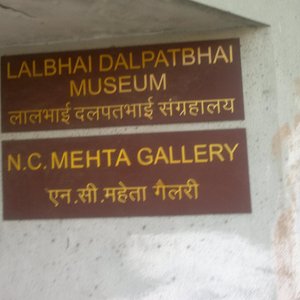 LALBHAI DALPATBHAI
MUSEUM
लालभाई दलपतभाई संग्रहालय
N.C. MEHTA GALLERY
एन.सी.महेता गैलरी